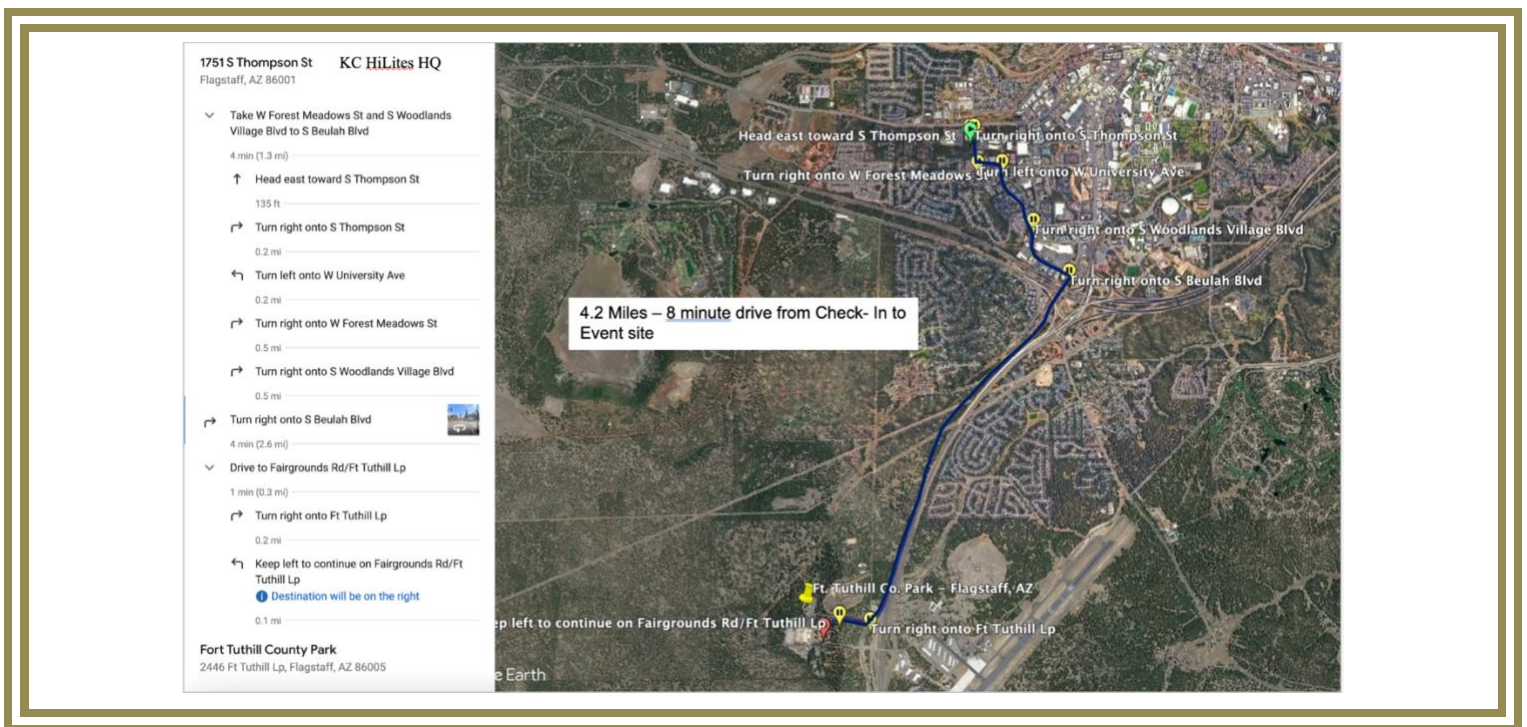 1751 S Thompson St KC HiLites HQ
Flagstaff, AZ 86001
Take W Forest Meadows St and S Woodlands
Village Blvd to S Beulah Blvd
4 min (1.3 mi)
Head east toward S Thompson St
135 ft
Turn right onto S Thompson St
0.2 mi
Turn left onto W University Ave
0.2 mi
Turn right onto W Forest Meadows St
0.5 mi
Turn right onto S Woodlands Village Blvd
0.5 mi
Turn right onto S Beulah Blvd
4 min (2.6 mi)
Drive to Fairgrounds Rd/Ft Tuthill Lp
1 min (0.3 mi)
Turn right onto Ft Tuthill Lp
0.2 mi
Keep left to continue on Fairgrounds Rd/Ft
Tuthill Lp
Destination will be on the right
0.1 mi
Fort Tuthill County Park
2446 Ft Tuthill Lp, Flagstaff, AZ 86005
Head east toward S Thompson St
Turn right onto S Thompson St
Turn right onto W Forest Meadows
Turn left onto W University Ave
Turn right onto S Woodlands Village Blvd
Turn right onto S Beulah Blvd
4.2 Miles – 8 minute drive from Check- In to
Event site
Ft. Tuthill Co. Park – Flagstaff, AZ
ep left to continue on Fairgrounds Rd/Ft Tuthill Lp
Turn right onto Ft Tuthill Lp
e Earth